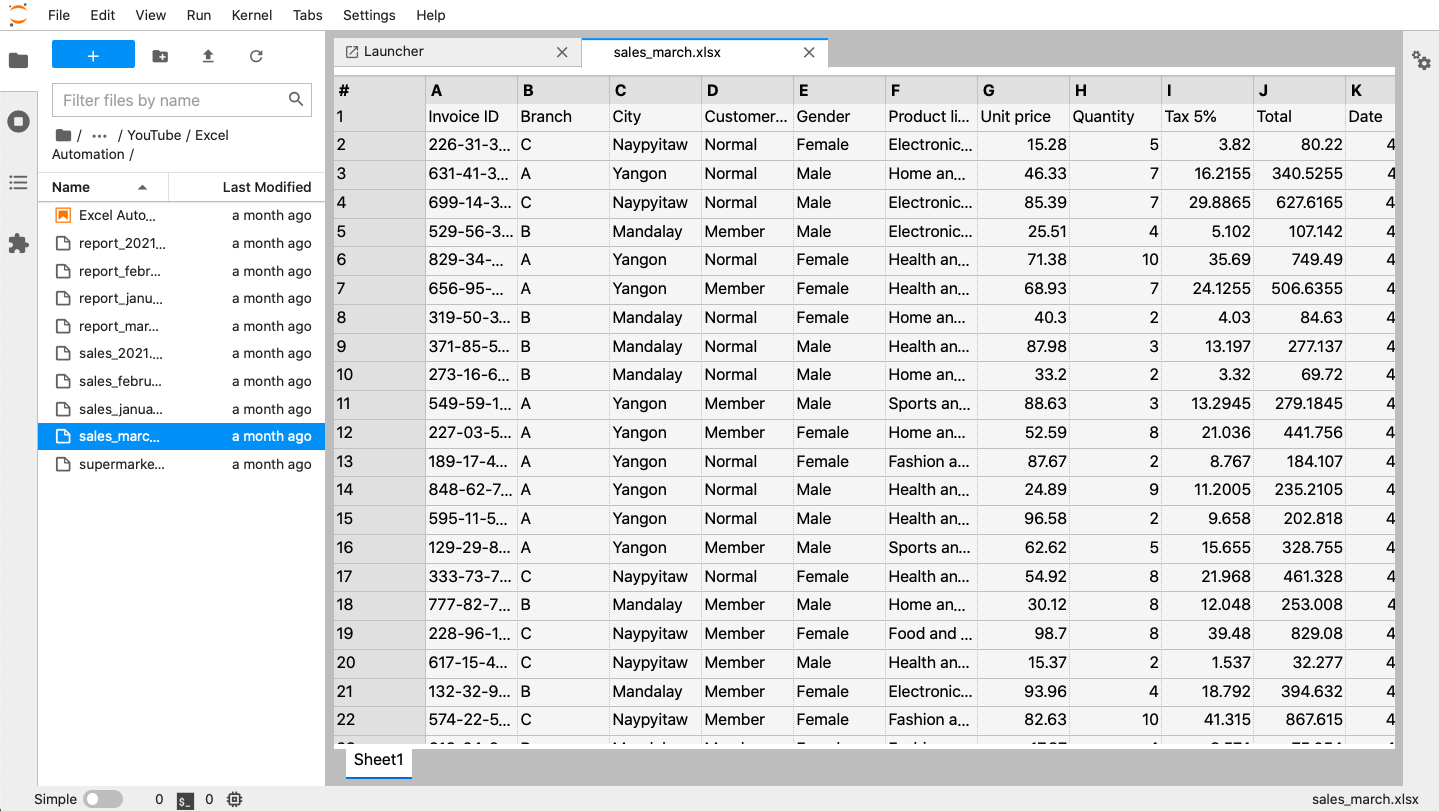 File Edit View Run Kernel Tabs Settings Help
Launcher
sales_march.xlsx
Filter files by name
/ ... / YouTube / Excel
Automation /
Name Last Modified
Excel Auto... a month ago
report_2021... a month ago
report_febr... a month ago
report_janu... a month ago
report_mar... a month ago
sales_2021.... a month ago
sales_febru... a month ago
sales_janua... a month ago
sales_marc... a month ago
supermarke... a month ago
# A B C D E F G H I J K
1 Invoice ID Branch City Customer... Gender Product li... Unit price Quantity Tax 5% Total Date
2 226-31-3... C Naypyitaw Normal Female Electronic... 15.28 5 3.82 80.22 4
3 631-41-3... A Yangon Normal Male Home an... 46.33 7 16.2155 340.5255 4
4 699-14-3... C Naypyitaw Normal Male Electronic... 85.39 7 29.8865 627.6165 4
5 529-56-3... B Mandalay Member Male Electronic... 25.51 4 5.102 107.142 4
6 829-34-... A Yangon Normal Female Health an... 71.38 10 35.69 749.49 4
7 656-95-... A Yangon Member Female Health an... 68.93 7 24.1255 506.6355 4
8 319-50-3... B Mandalay Normal Female Home an... 40.3 2 4.03 84.63 4
9 371-85-5... B Mandalay Normal Male Health an... 87.98 3 13.197 277.137 4
10 273-16-6... B Mandalay Normal Male Home an... 33.2 2 3.32 69.72 4
11 549-59-1... A Yangon Member Male Sports an... 88.63 3 13.2945 279.1845 4
12 227-03-5... A Yangon Member Female Home an... 52.59 8 21.036 441.756 4
13 189-17-4... A Yangon Normal Female Fashion a... 87.67 2 8.767 184.107 4
14 848-62-7... A Yangon Normal Male Health an... 24.89 9 11.2005 235.2105 4
15 595-11-5... A Yangon Normal Male Health an... 96.58 2 9.658 202.818 4
16 129-29-8... A Yangon Member Male Sports an... 62.62 5 15.655 328.755 4
17 333-73-7... C Naypyitaw Normal Female Health an... 54.92 8 21.968 461.328 4
18 777-82-7... B Mandalay Member Male Home an... 30.12 8 12.048 253.008 4
19 228-96-1... C Naypyitaw Member Female Food and ... 98.7 8 39.48 829.08 4
20 617-15-4... C Naypyitaw Member Male Health an... 15.37 2 1.537 32.277 4
21 132-32-9... B Mandalay Member Female Electronic... 93.96 4 18.792 394.632 4
22 574-22-5... C Naypyitaw Member Female Fashion a... 82.63 10 41.315 867.615 4
Sheet1
Simple 0 $_ 0
sales_march.xlsx